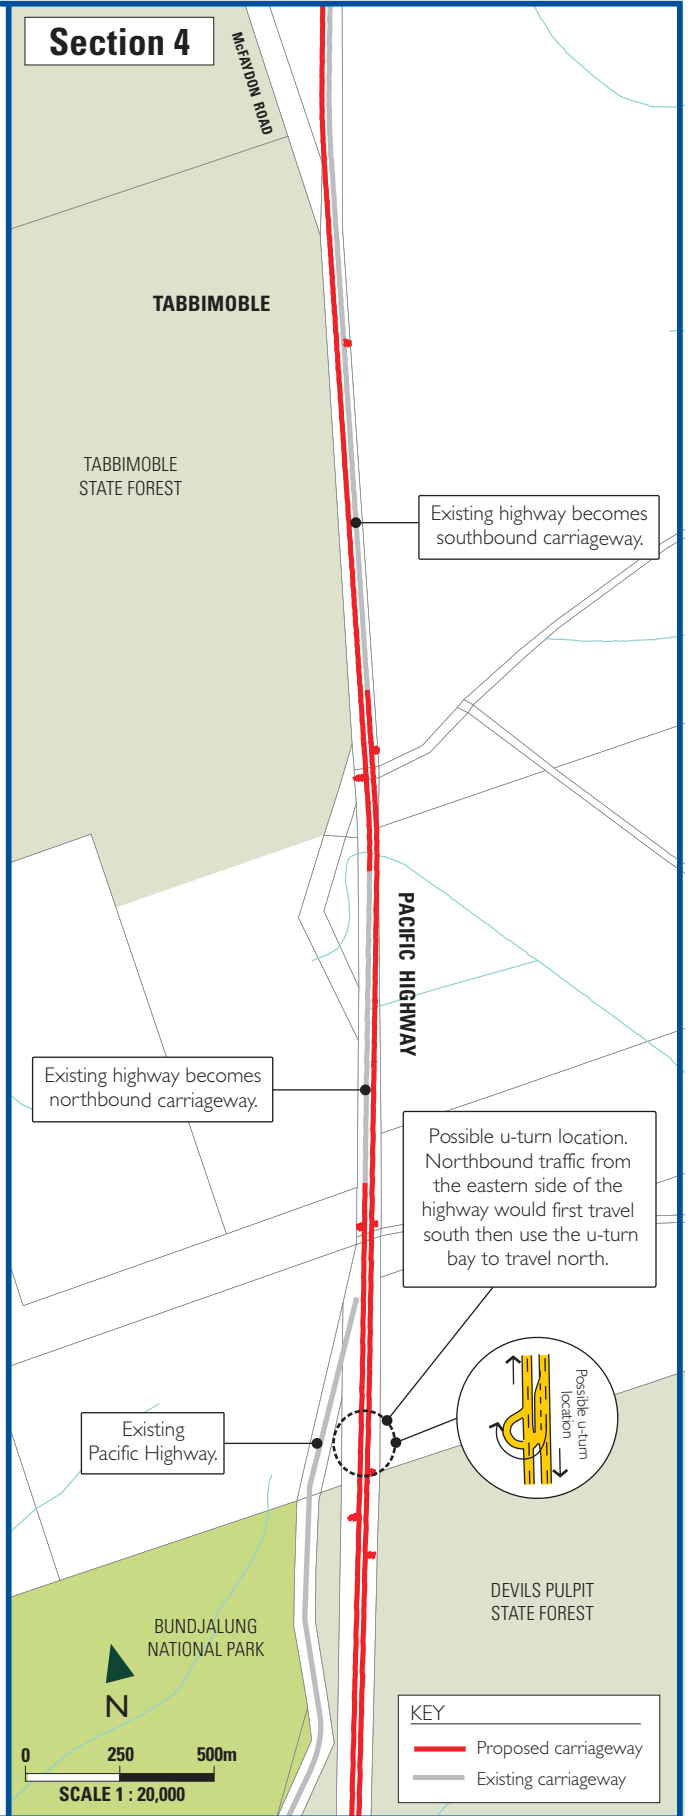 Section 4
McFAYDON ROAD
TABBIMOBLE
TABBIMOBLE
STATE FOREST
Existing highway becomes
southbound carriageway.
PACIFIC HIGHWAY
Existing highway becomes
northbound carriageway.
Possible u-turn location.
Northbound traffic from
the eastern side of the
highway would first travel
south then use the u-turn
bay to travel north.
Possible u-turn
location
Existing
Pacific Highway.
DEVILS PULPIT
STATE FOREST
BUNDJALUNG
NATIONAL PARK
N
0 250 500m
SCALE 1 : 20,000
KEY
Proposed carriageway
Existing carriageway